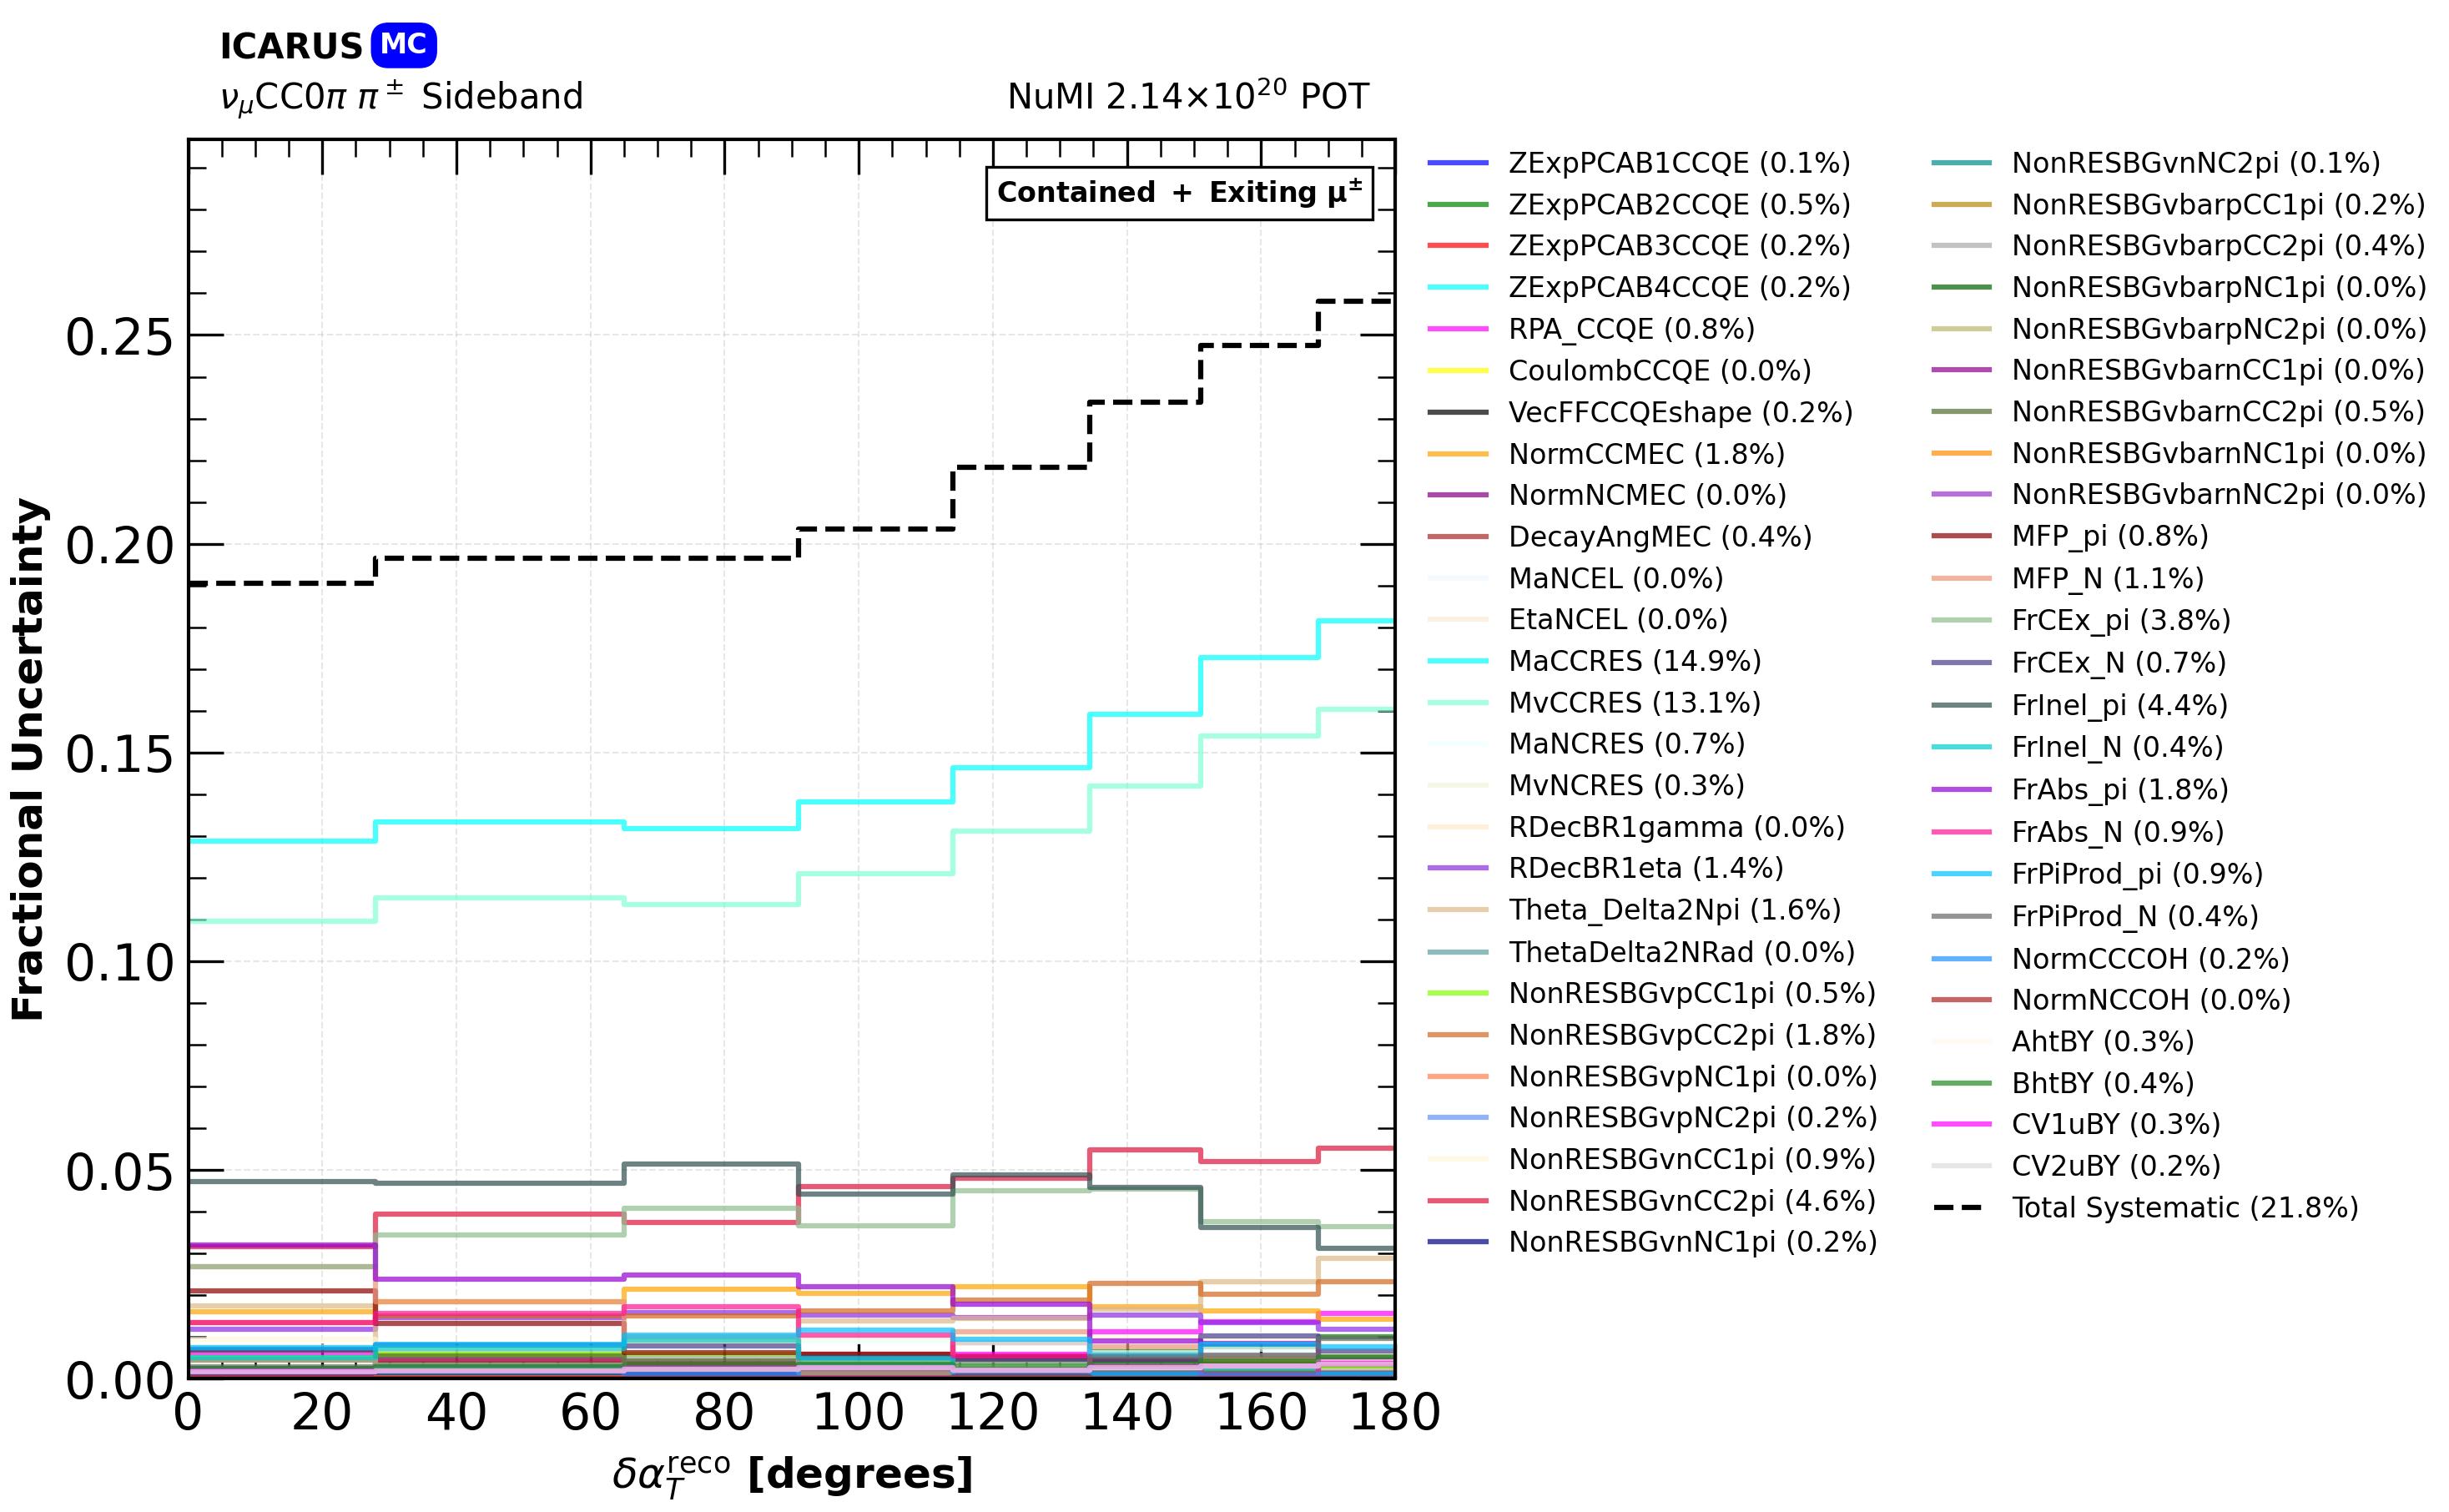 ICARUS MC
νμCC0π π± Sideband
NuMI 2.14×10²⁰ POT
Contained + Exiting μ±
Fractional Uncertainty
0.25
0.20
0.15
0.10
0.05
0.00
0 20 40 60 80 100 120 140 160 180
δα_T^reco [degrees]
ZExpPCAB1CCQE (0.1%)
ZExpPCAB2CCQE (0.5%)
ZExpPCAB3CCQE (0.2%)
ZExpPCAB4CCQE (0.2%)
RPA_CCQE (0.8%)
CoulombCCQE (0.0%)
VecFFCCQEshape (0.2%)
NormCCMEC (1.8%)
NormNCMEC (0.0%)
DecayAngMEC (0.4%)
MaNCEL (0.0%)
EtaNCEL (0.0%)
MaCCRES (14.9%)
MvCCRES (13.1%)
MaNCRES (0.7%)
MvNCRES (0.3%)
RDecBR1gamma (0.0%)
RDecBR1eta (1.4%)
Theta_Delta2Npi (1.6%)
ThetaDelta2NRad (0.0%)
NonRESBGvpCC1pi (0.5%)
NonRESBGvpCC2pi (1.8%)
NonRESBGvpNC1pi (0.0%)
NonRESBGvpNC2pi (0.2%)
NonRESBGvnCC1pi (0.9%)
NonRESBGvnCC2pi (4.6%)
NonRESBGvnNC1pi (0.2%)
NonRESBGvnNC2pi (0.1%)
NonRESBGvbarpCC1pi (0.2%)
NonRESBGvbarpCC2pi (0.4%)
NonRESBGvbarpNC1pi (0.0%)
NonRESBGvbarpNC2pi (0.0%)
NonRESBGvbarnCC1pi (0.0%)
NonRESBGvbarnCC2pi (0.5%)
NonRESBGvbarnNC1pi (0.0%)
NonRESBGvbarnNC2pi (0.0%)
MFP_pi (0.8%)
MFP_N (1.1%)
FrCEx_pi (3.8%)
FrCEx_N (0.7%)
FrInel_pi (4.4%)
FrInel_N (0.4%)
FrAbs_pi (1.8%)
FrAbs_N (0.9%)
FrPiProd_pi (0.9%)
FrPiProd_N (0.4%)
NormCCCOH (0.2%)
NormNCCOH (0.0%)
AhtBY (0.3%)
BhtBY (0.4%)
CV1uBY (0.3%)
CV2uBY (0.2%)
Total Systematic (21.8%)